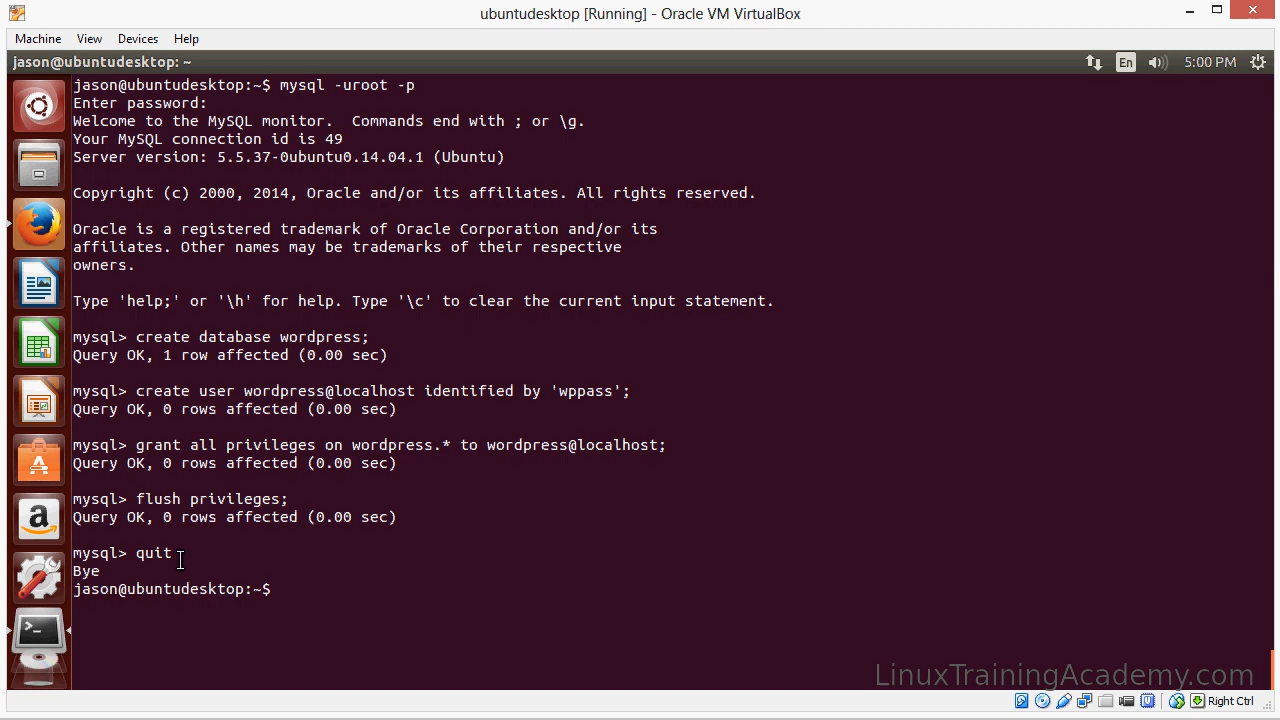 ubuntudesktop [Running] - Oracle VM VirtualBox
Machine View Devices Help
jason@ubuntudesktop: ~
En
5:00 PM
jason@ubuntudesktop:~$ mysql -uroot -p
Enter password:
Welcome to the MySQL monitor.  Commands end with ; or \g.
Your MySQL connection id is 49
Server version: 5.5.37-0ubuntu0.14.04.1 (Ubuntu)
Copyright (c) 2000, 2014, Oracle and/or its affiliates. All rights reserved.
Oracle is a registered trademark of Oracle Corporation and/or its
affiliates. Other names may be trademarks of their respective
owners.
Type 'help;' or '\h' for help. Type '\c' to clear the current input statement.
mysql> create database wordpress;
Query OK, 1 row affected (0.00 sec)
mysql> create user wordpress@localhost identified by 'wppass';
Query OK, 0 rows affected (0.00 sec)
mysql> grant all privileges on wordpress.* to wordpress@localhost;
Query OK, 0 rows affected (0.00 sec)
mysql> flush privileges;
Query OK, 0 rows affected (0.00 sec)
mysql> quit
Bye
jason@ubuntudesktop:~$
LinuxTrainingAcademy.com
Right Ctrl